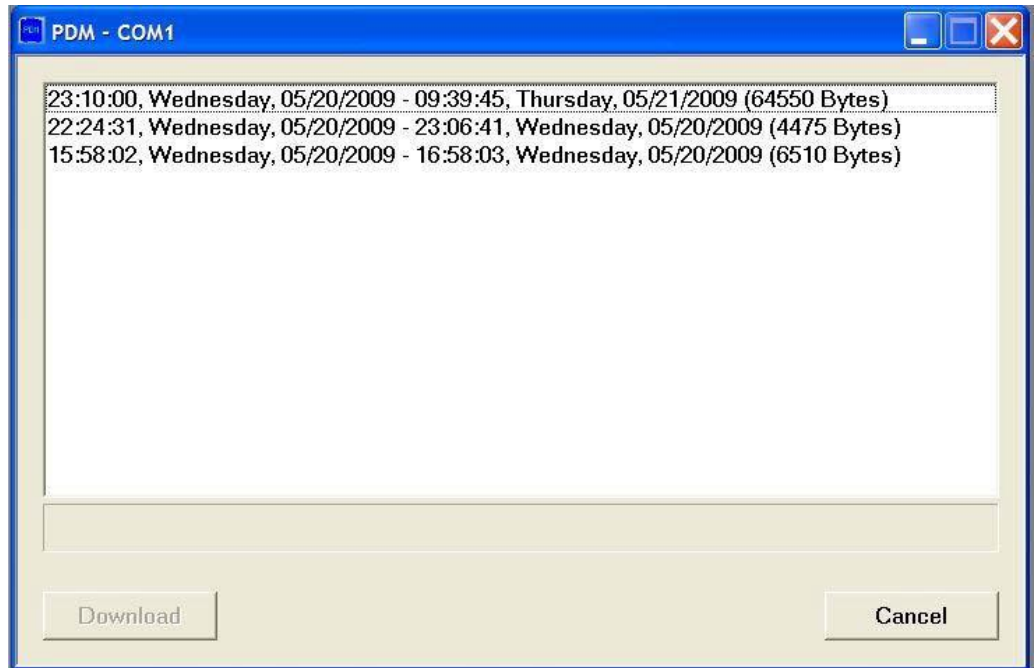 PDM - COM1
23:10:00, Wednesday, 05/20/2009 - 09:39:45, Thursday, 05/21/2009 (64550 Bytes)
22:24:31, Wednesday, 05/20/2009 - 23:06:41, Wednesday, 05/20/2009 (4475 Bytes)
15:58:02, Wednesday, 05/20/2009 - 16:58:03, Wednesday, 05/20/2009 (6510 Bytes)
Download Cancel